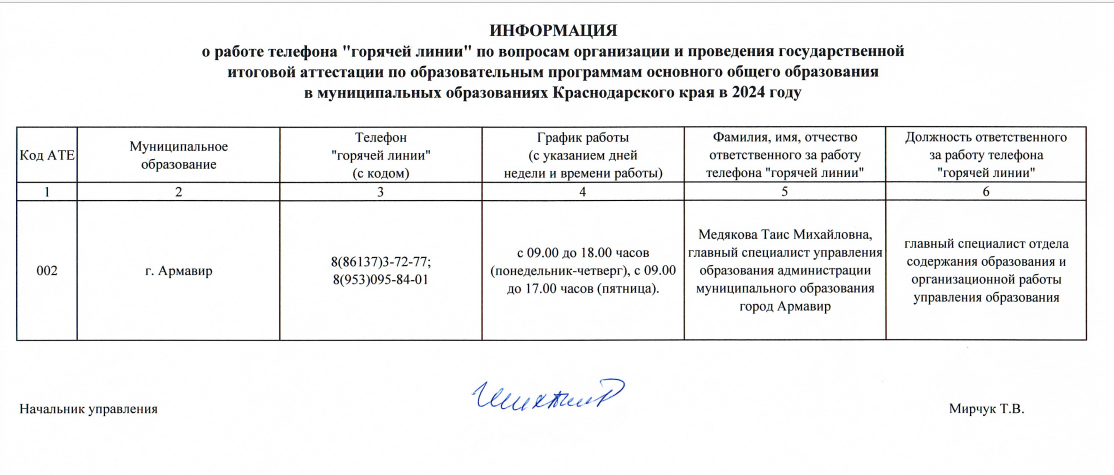 ИНФОРМАЦИЯ
о работе телефона "горячей линии" по вопросам организации и проведения государственной
итоговой аттестации по образовательным программам основного общего образования
в муниципальных образованиях Краснодарского края в 2024 году
Код АТЕ
Муниципальное
образование
Телефон
"горячей линии"
(с кодом)
График работы
(с указанием дней
недели и времени работы)
Фамилия, имя, отчество
ответственного за работу
телефона "горячей линии"
Должность ответственного
за работу телефона
"горячей линии"
1
2
3
4
5
6
002
г. Армавир
8(86137)3-72-77;
8(953)095-84-01
с 09.00 до 18.00 часов
(понедельник-четверг), с 09.00
до 17.00 часов (пятница).
Медякова Таис Михайловна,
главный специалист управления
образования администрации
муниципального образования
город Армавир
главный специалист отдела
содержания образования и
организационной работы
управления образования
Начальник управления
Мирчук Т.В.